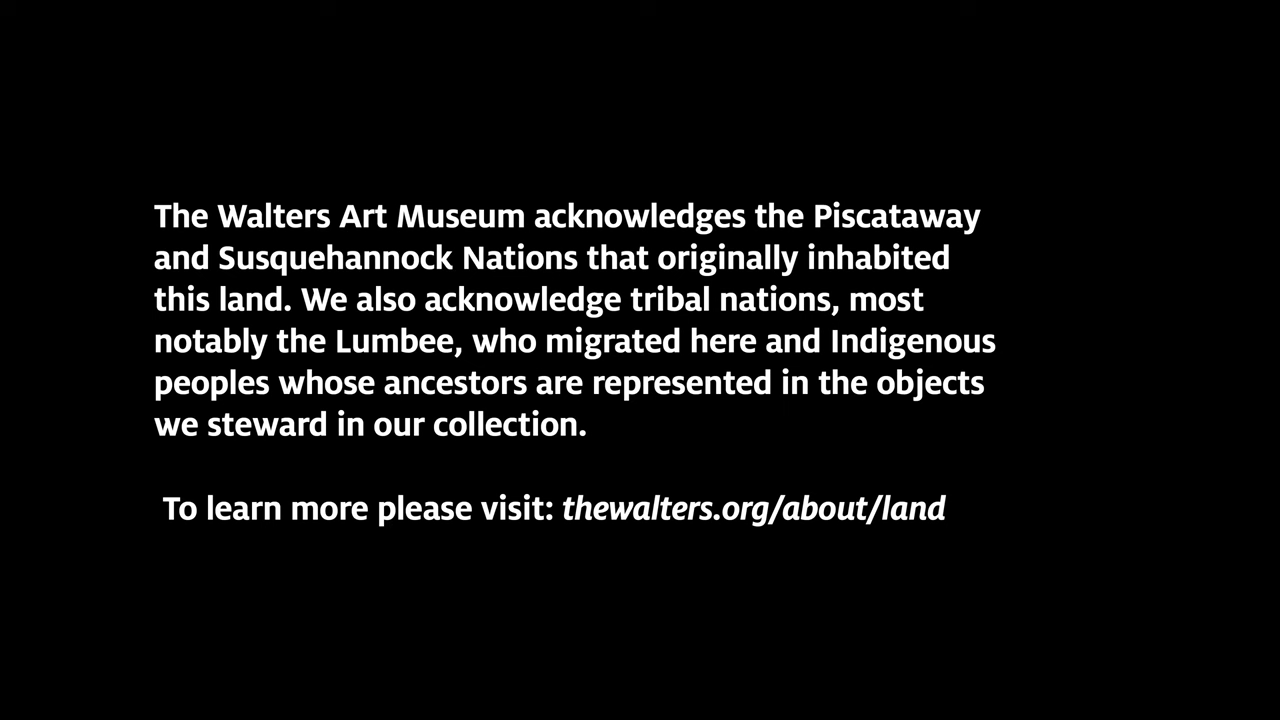 The Walters Art Museum acknowledges the Piscataway
and Susquehannock Nations that originally inhabited
this land. We also acknowledge tribal nations, most
notably the Lumbee, who migrated here and Indigenous
peoples whose ancestors are represented in the objects
we steward in our collection.
To learn more please visit: thewalters.org/about/land